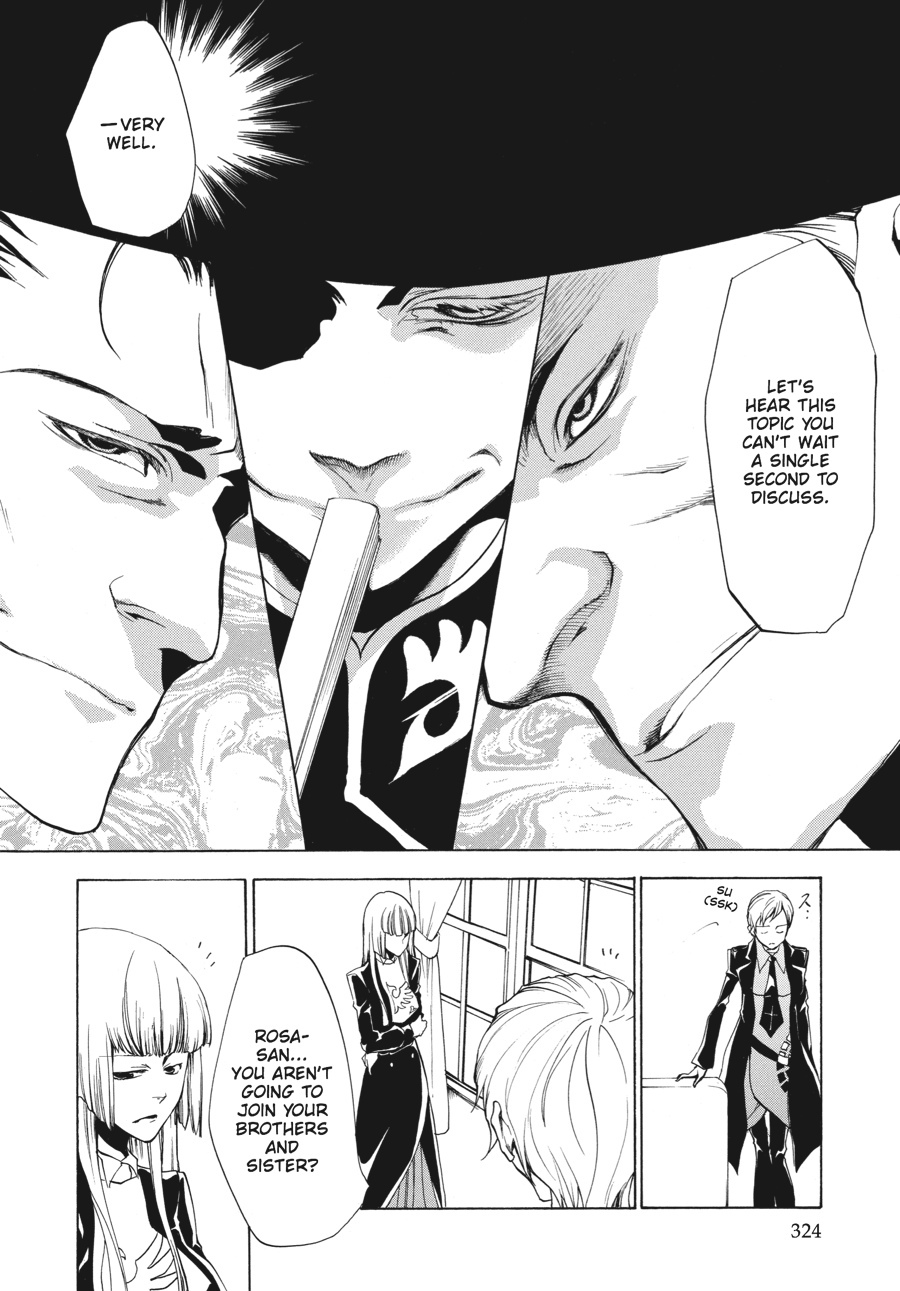 —VERY
WELL.
LET'S
HEAR THIS
TOPIC YOU
CAN'T WAIT
A SINGLE
SECOND TO
DISCUSS.
ス…
SU
(SSK)
ROSA-
SAN...
YOU AREN'T
GOING TO
JOIN YOUR
BROTHERS
AND
SISTER?
324